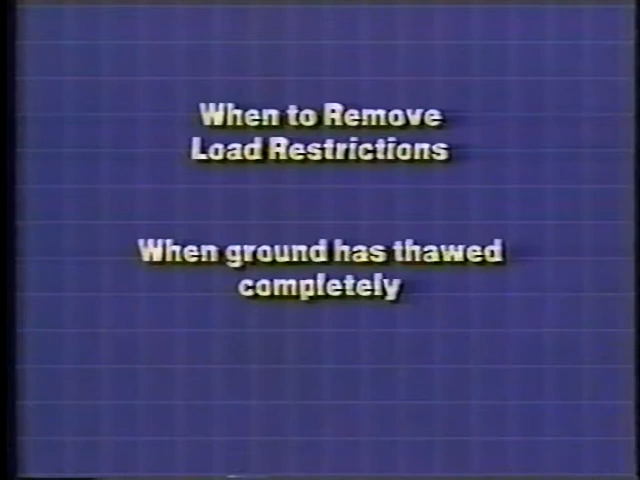 When to Remove
Load Restrictions
When ground has thawed
completely